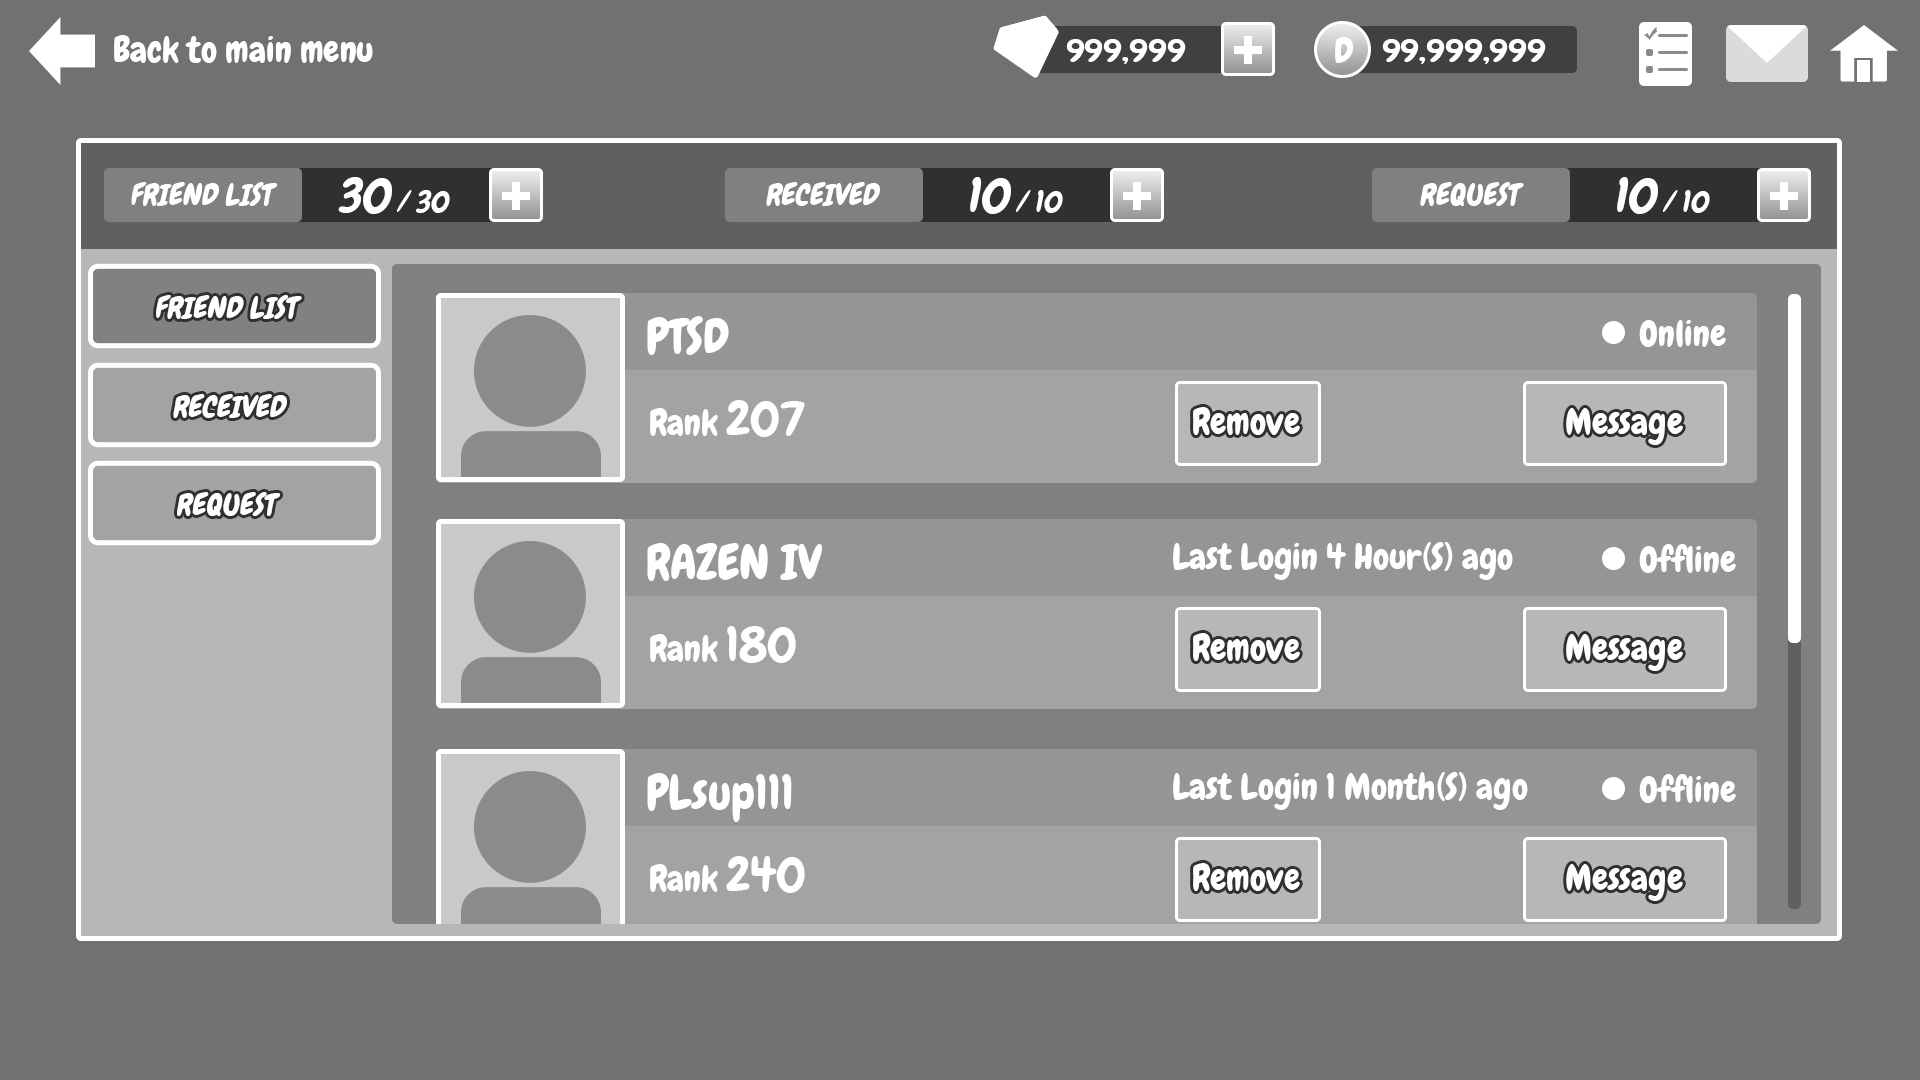 Back to main menu
999,999
D 99,999,999
FRIEND LIST 30 / 30
RECEIVED 10 / 10
REQUEST 10 / 10
FRIEND LIST
RECEIVED
REQUEST
PTSD
Online
Rank 207
Remove
Message
RAZEN IV
Last Login 4 Hour(S) ago
Offline
Rank 180
Remove
Message
PLsup111
Last Login 1 Month(S) ago
Offline
Rank 240
Remove
Message